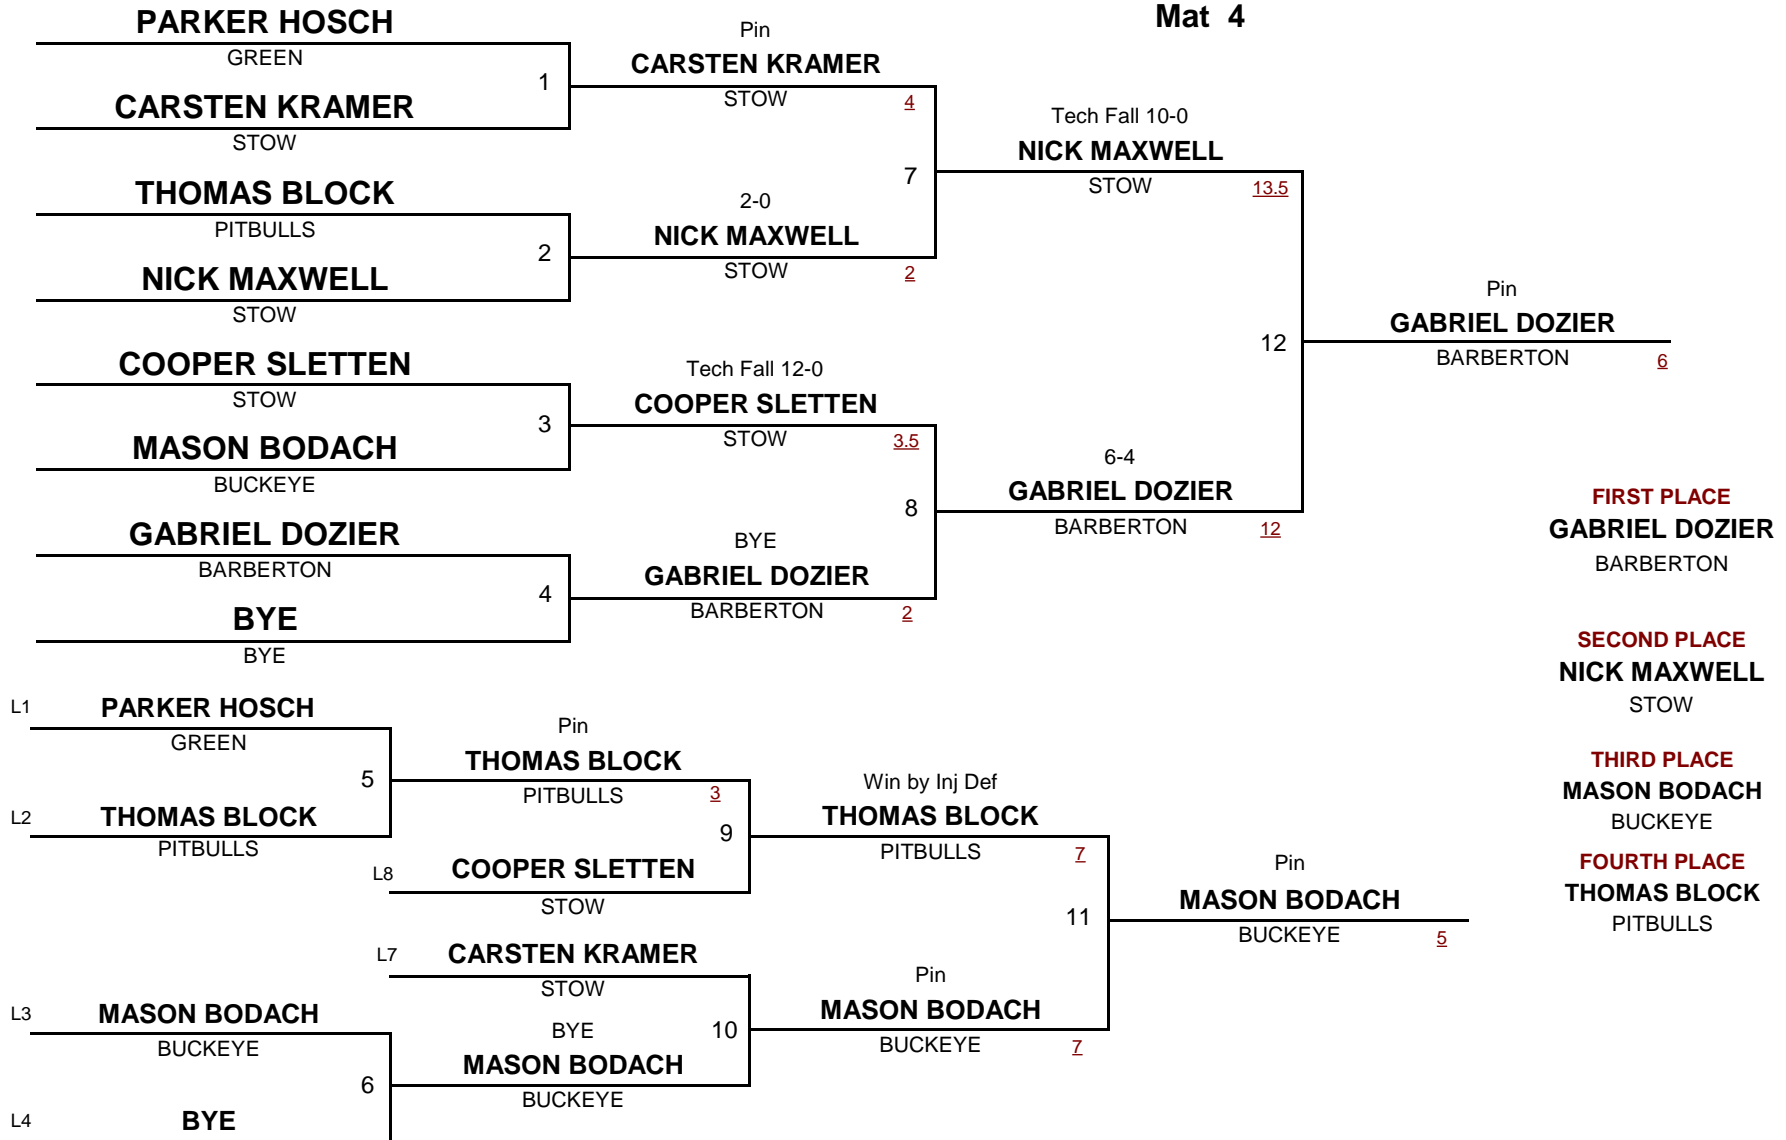 Mat 4
PARKER HOSCH
GREEN
1
CARSTEN KRAMER
STOW
THOMAS BLOCK
PITBULLS
2
NICK MAXWELL
STOW
COOPER SLETTEN
STOW
3
MASON BODACH
BUCKEYE
GABRIEL DOZIER
BARBERTON
4
BYE
BYE
Pin
CARSTEN KRAMER
STOW 4
7
2-0
NICK MAXWELL
STOW 2
Tech Fall 12-0
COOPER SLETTEN
STOW 3.5
8
BYE
GABRIEL DOZIER
BARBERTON 2
Tech Fall 10-0
NICK MAXWELL
STOW 13.5
12
6-4
GABRIEL DOZIER
BARBERTON 12
Pin
GABRIEL DOZIER
BARBERTON 6
FIRST PLACE
GABRIEL DOZIER
BARBERTON
SECOND PLACE
NICK MAXWELL
STOW
THIRD PLACE
MASON BODACH
BUCKEYE
FOURTH PLACE
THOMAS BLOCK
PITBULLS
L1 PARKER HOSCH
GREEN
5
L2 THOMAS BLOCK
PITBULLS
L3 MASON BODACH
BUCKEYE
6
L4 BYE
Pin
THOMAS BLOCK
PITBULLS 3
9
L8 COOPER SLETTEN
STOW
L7 CARSTEN KRAMER
STOW
10
BYE
MASON BODACH
BUCKEYE
Win by Inj Def
THOMAS BLOCK
PITBULLS 7
11
Pin
MASON BODACH
BUCKEYE 7
Pin
MASON BODACH
BUCKEYE 5